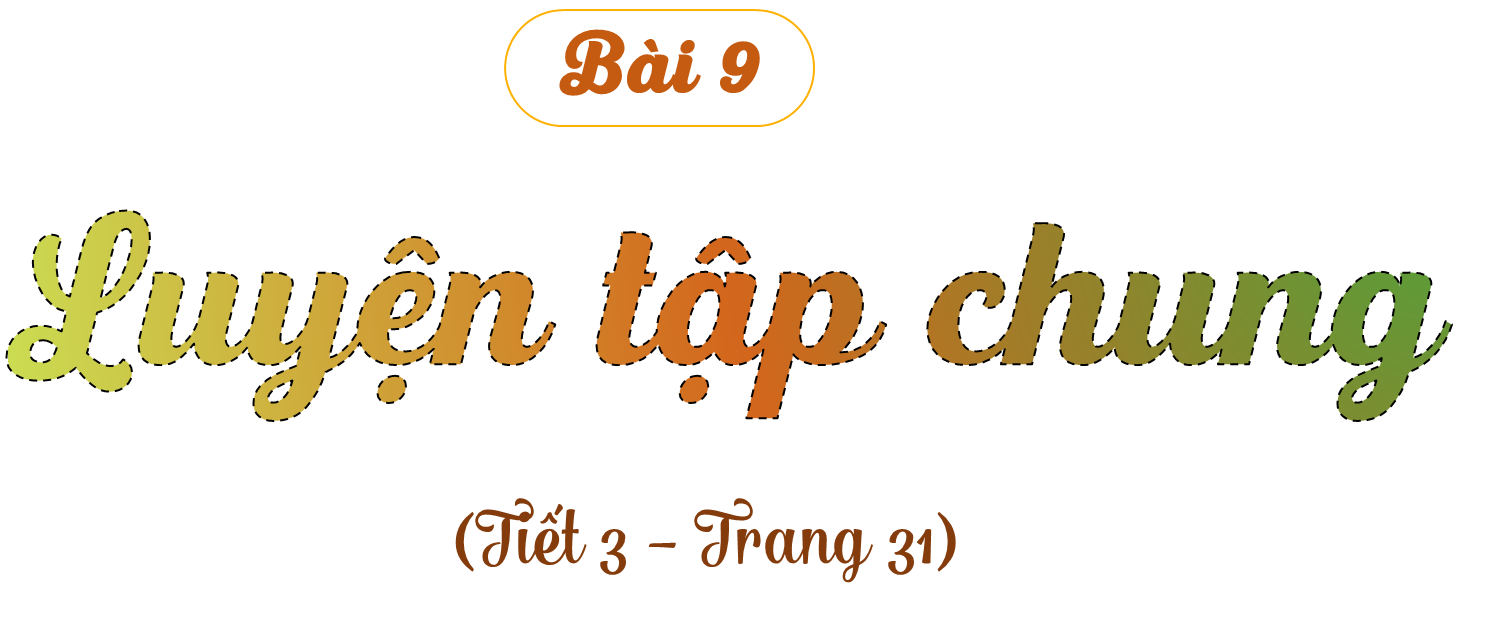 Bài 9
Luyện tập chung
(Tiết 3 – Trang 31)